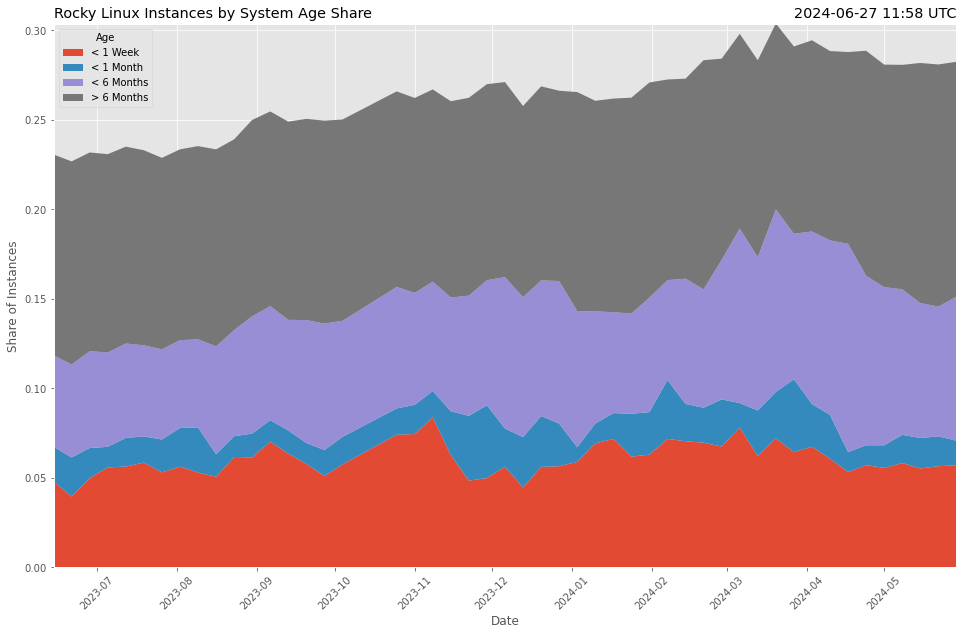 Rocky Linux Instances by System Age Share
2024-06-27 11:58 UTC
Age
< 1 Week
< 1 Month
< 6 Months
> 6 Months
Share of Instances
0.30
0.25
0.20
0.15
0.10
0.05
0.00
2023-07
2023-08
2023-09
2023-10
2023-11
2023-12
2024-01
2024-02
2024-03
2024-04
2024-05
Date